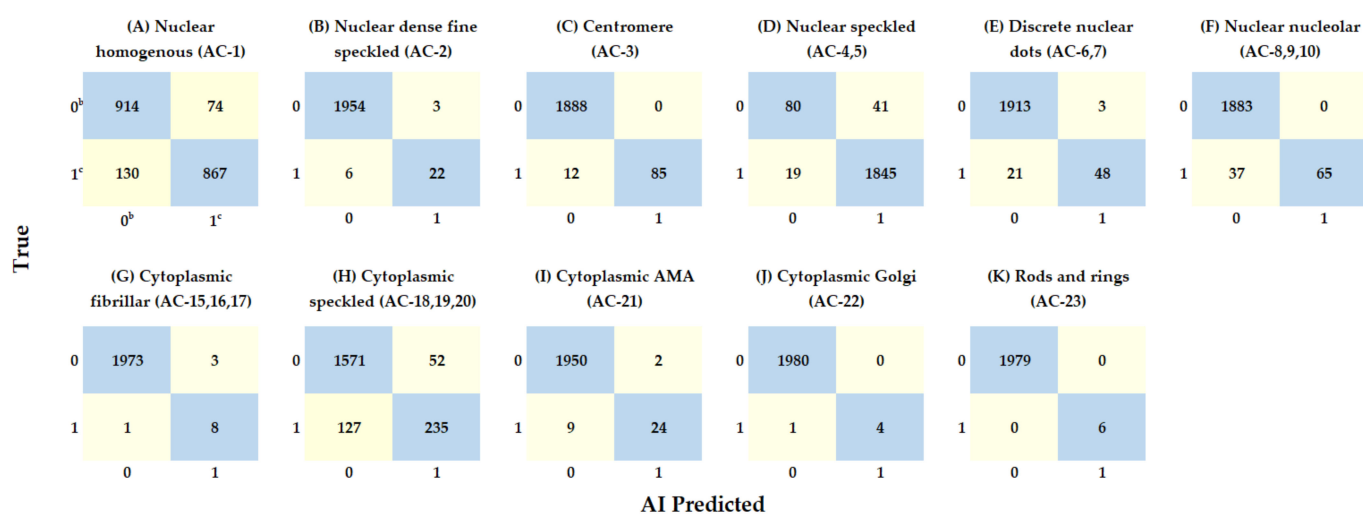 (A) Nuclear
homogenous (AC-1)
(B) Nuclear dense fine
speckled (AC-2)
(C) Centromere
(AC-3)
(D) Nuclear speckled
(AC-4,5)
(E) Discrete nuclear
dots (AC-6,7)
(F) Nuclear nucleolar
(AC-8,9,10)
0ᵇ 914 74
0 1954 3
0 1888 0
0 80 41
0 1913 3
0 1883 0
1ᶜ 130 867
1 6 22
1 12 85
1 19 1845
1 21 48
1 37 65
0ᵇ 1ᶜ
0 1
0 1
0 1
0 1
0 1
True
(G) Cytoplasmic
fibrillar (AC-15,16,17)
(H) Cytoplasmic
speckled (AC-18,19,20)
(I) Cytoplasmic AMA
(AC-21)
(J) Cytoplasmic Golgi
(AC-22)
(K) Rods and rings
(AC-23)
0 1973 3
0 1571 52
0 1950 2
0 1980 0
0 1979 0
1 1 8
1 127 235
1 9 24
1 1 4
1 0 6
0 1
0 1
0 1
0 1
0 1
AI Predicted